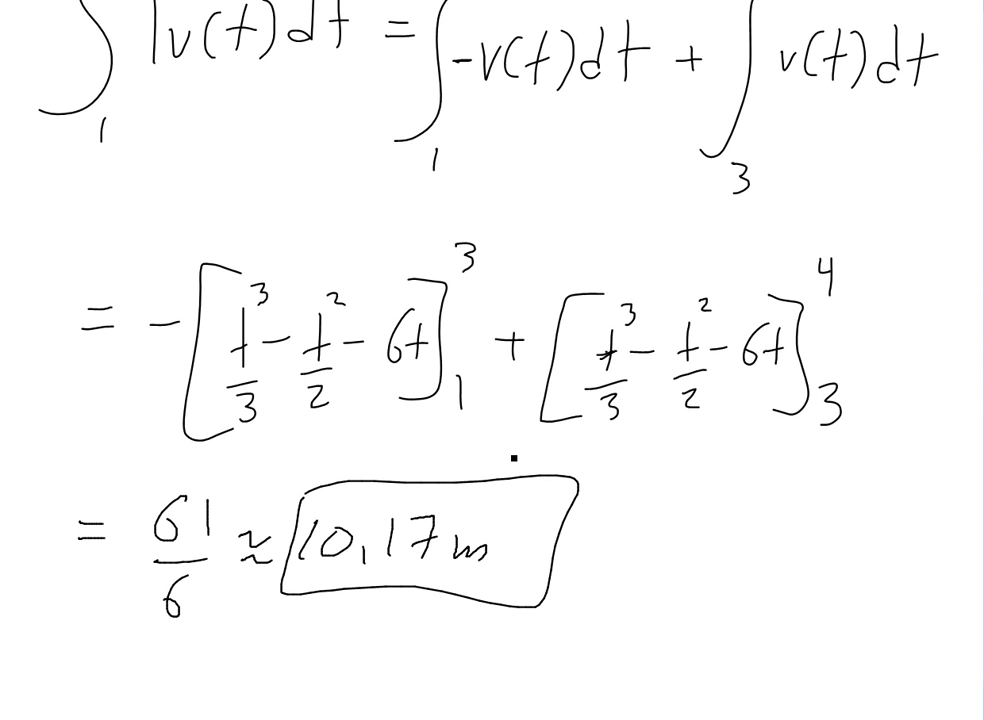 ∫₁ |v(t)dt = ∫₁ -v(t)dt + ∫₃ v(t)dt
= -[t³/3 - t²/2 - 6t]₁³ + [t³/3 - t²/2 - 6t]₃⁴
= 61/6 ≈ 10,17m